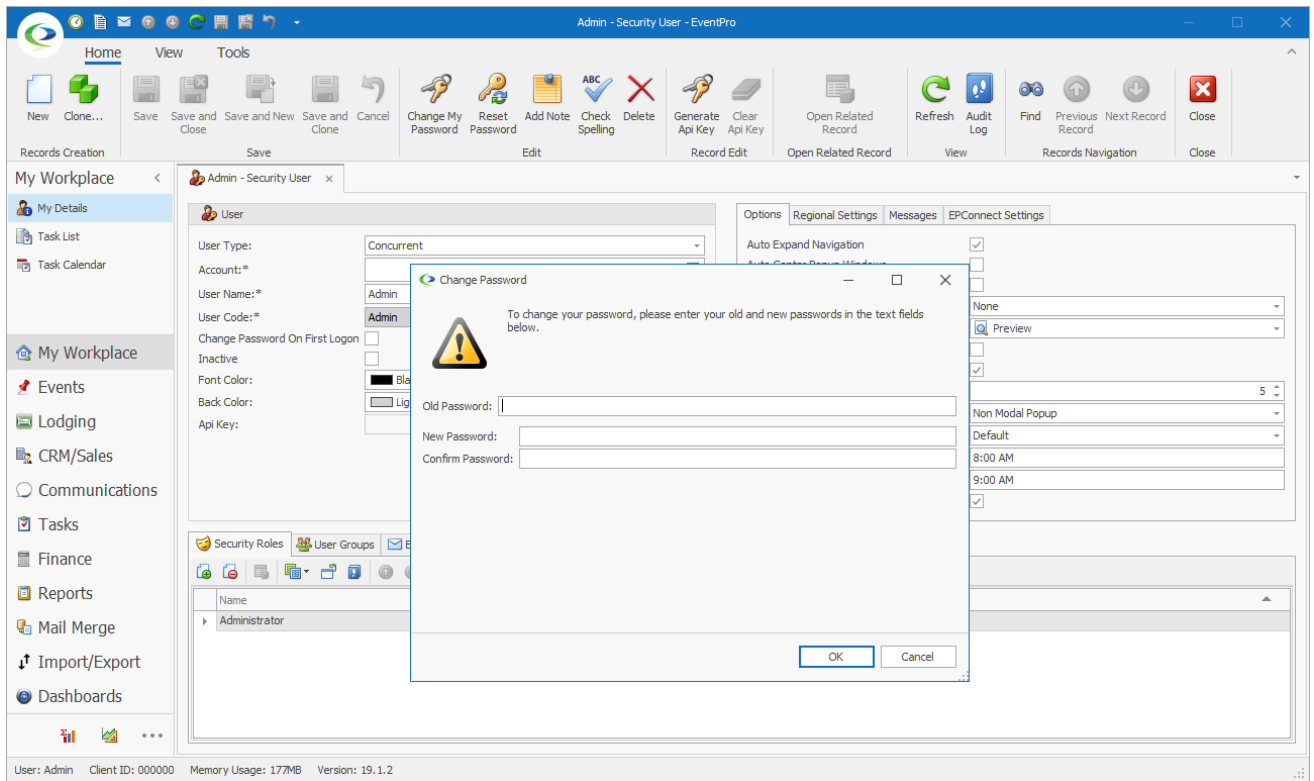 Admin - Security User - EventPro
Home View Tools
New Clone... Save Save and Close Save and New Save and Clone Cancel Change My Password Reset Password Add Note ABC Check Spelling Delete Generate Api Key Clear Api Key Open Related Record Refresh Audit Log Find Previous Record Next Record Close
Records Creation Save Edit Record Edit Open Related Record View Records Navigation Close
My Workplace
Admin - Security User
My Details
Task List
Task Calendar
My Workplace
Events
Lodging
CRM/Sales
Communications
Tasks
Finance
Reports
Mail Merge
Import/Export
Dashboards
User
User Type: Concurrent
Account:*
User Name:* Admin
User Code:* Admin
Change Password On First Logon
Inactive
Font Color: Bla
Back Color: Lig
Api Key:
Options Regional Settings Messages EPConnect Settings
Auto Expand Navigation
Auto Center Popup Windows
None
Preview
5
Non Modal Popup
Default
8:00 AM
9:00 AM
Change Password
To change your password, please enter your old and new passwords in the text fields
below.
Old Password:
New Password:
Confirm Password:
OK Cancel
Security Roles User Groups E
Name
Administrator
User: Admin Client ID: 000000 Memory Usage: 177MB Version: 19.1.2